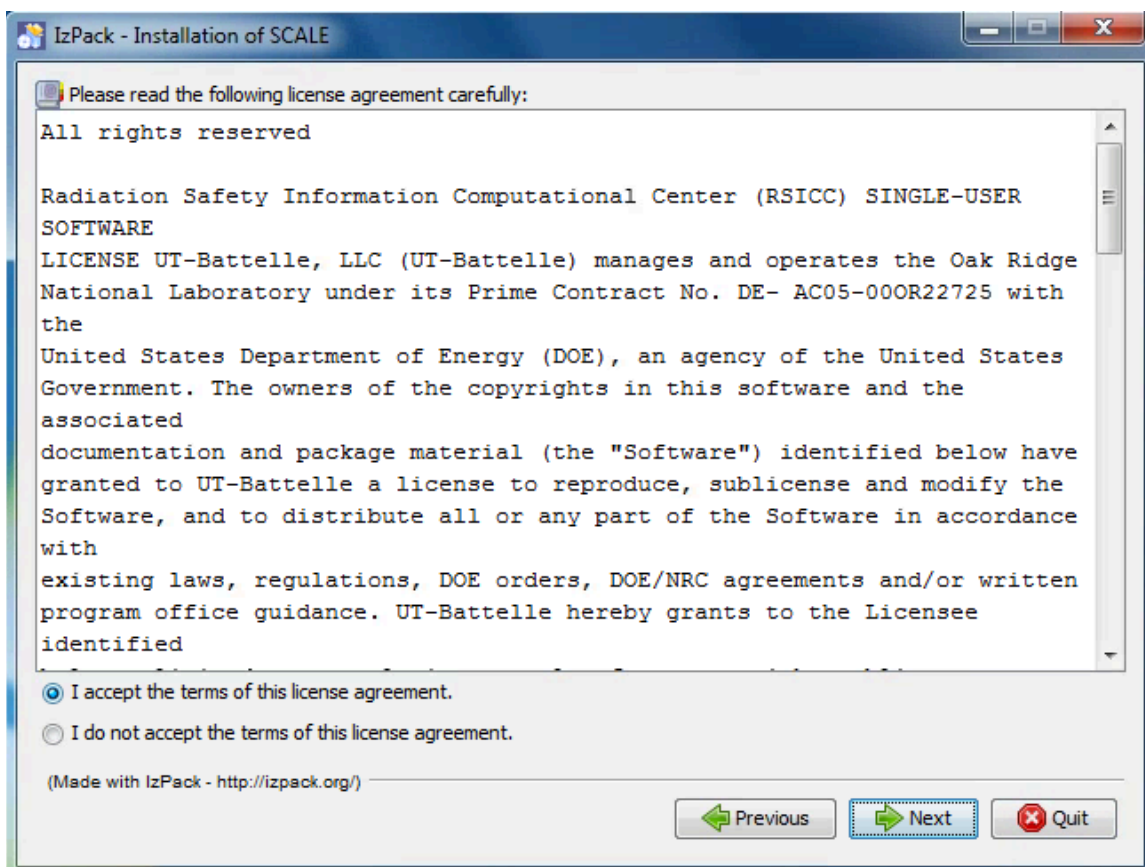 IzPack - Installation of SCALE
Please read the following license agreement carefully:
All rights reserved
Radiation Safety Information Computational Center (RSICC) SINGLE-USER
SOFTWARE
LICENSE UT-Battelle, LLC (UT-Battelle) manages and operates the Oak Ridge
National Laboratory under its Prime Contract No. DE- AC05-00OR22725 with
the
United States Department of Energy (DOE), an agency of the United States
Government. The owners of the copyrights in this software and the
associated
documentation and package material (the "Software") identified below have
granted to UT-Battelle a license to reproduce, sublicense and modify the
Software, and to distribute all or any part of the Software in accordance
with
existing laws, regulations, DOE orders, DOE/NRC agreements and/or written
program office guidance. UT-Battelle hereby grants to the Licensee
identified
I accept the terms of this license agreement.
I do not accept the terms of this license agreement.
(Made with IzPack - http://izpack.org/)
Previous
Next
Quit